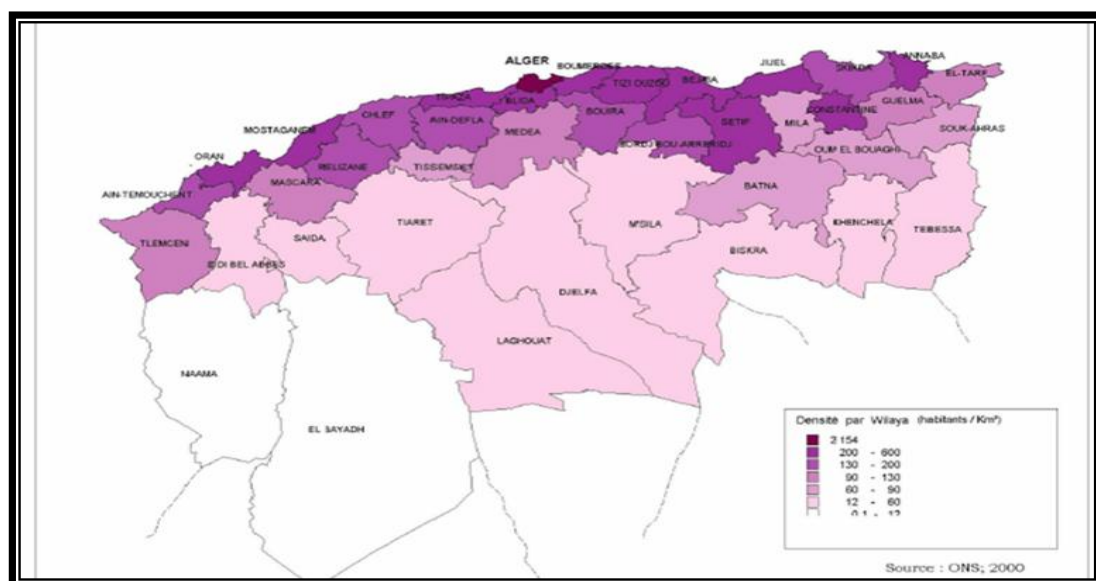 ALGER
BOUMERDES
TIZI OUZOU
BEJAIA
JIJEL
SKIKDA
ANNABA
EL-TARF
TIPAZA
BLIDA
BOUIRA
SETIF
MILA
CONSTANTINE
GUELMA
SOUK-AHRAS
MOSTAGANEM
CHLEF
AIN-DEFLA
MEDEA
BORDJ BOU ARRERIDJ
OUM EL BOUAGHI
ORAN
RELIZANE
TISSEMSILT
AIN-TEMOUCHENT
MASCARA
BATNA
TLEMCEN
SIDI BEL ABBES
SAIDA
TIARET
M'SILA
BISKRA
KHENCHELA
TEBESSA
DJELFA
LAGHOUAT
NAAMA
EL BAYADH
Densité par Wilaya (habitants / Km²)
2 154
200 - 600
130 - 200
90 - 130
60 - 90
12 - 60
0.1 - 12
Source : ONS; 2000